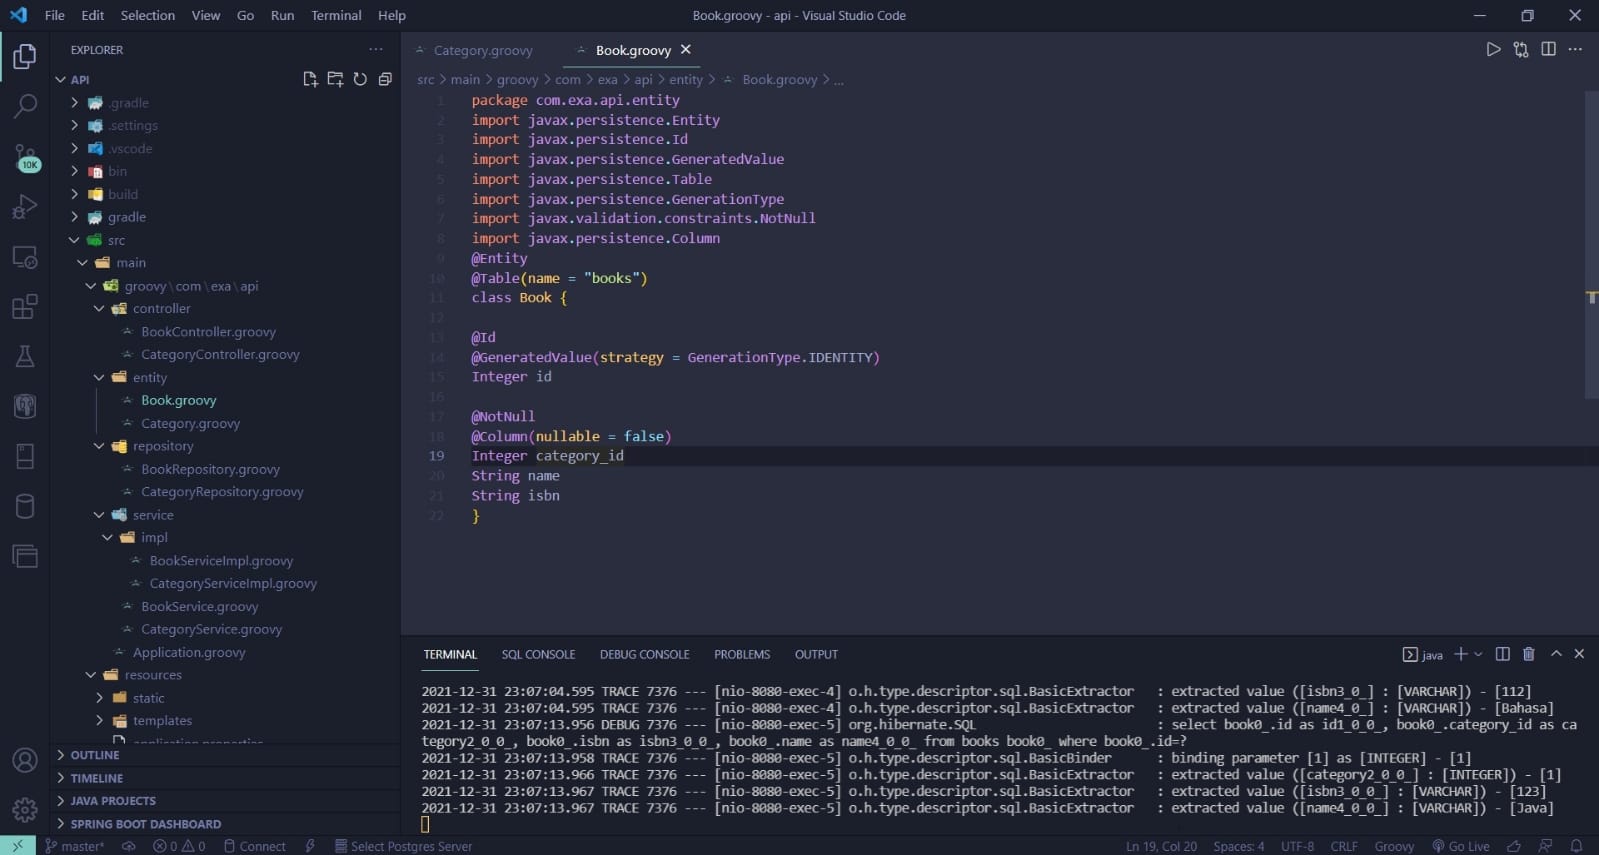 File Edit Selection View Go Run Terminal Help
Book.groovy - api - Visual Studio Code
EXPLORER
API
.gradle
.settings
.vscode
bin
build
gradle
src
main
groovy\com\exa\api
controller
BookController.groovy
CategoryController.groovy
entity
Book.groovy
Category.groovy
repository
BookRepository.groovy
CategoryRepository.groovy
service
impl
BookServiceImpl.groovy
CategoryServiceImpl.groovy
BookService.groovy
CategoryService.groovy
Application.groovy
resources
static
templates
application.properties
OUTLINE
TIMELINE
JAVA PROJECTS
SPRING BOOT DASHBOARD
10K
Category.groovy Book.groovy
src > main > groovy > com > exa > api > entity > Book.groovy > ...
1 package com.exa.api.entity
2 import javax.persistence.Entity
3 import javax.persistence.Id
4 import javax.persistence.GeneratedValue
5 import javax.persistence.Table
6 import javax.persistence.GenerationType
7 import javax.validation.constraints.NotNull
8 import javax.persistence.Column
9 @Entity
10 @Table(name = "books")
11 class Book {
12
13 @Id
14 @GeneratedValue(strategy = GenerationType.IDENTITY)
15 Integer id
16
17 @NotNull
18 @Column(nullable = false)
19 Integer category_id
20 String name
21 String isbn
22 }
TERMINAL SQL CONSOLE DEBUG CONSOLE PROBLEMS OUTPUT
java
2021-12-31 23:07:04.595 TRACE 7376 --- [nio-8080-exec-4] o.h.type.descriptor.sql.BasicExtractor : extracted value ([isbn3_0_] : [VARCHAR]) - [112]
2021-12-31 23:07:04.595 TRACE 7376 --- [nio-8080-exec-4] o.h.type.descriptor.sql.BasicExtractor : extracted value ([name4_0_] : [VARCHAR]) - [Bahasa]
2021-12-31 23:07:13.956 DEBUG 7376 --- [nio-8080-exec-5] org.hibernate.SQL : select book0_.id as id1_0_0_, book0_.category_id as ca
tegory2_0_0_, book0_.isbn as isbn3_0_0_, book0_.name as name4_0_0_ from books book0_ where book0_.id=?
2021-12-31 23:07:13.958 TRACE 7376 --- [nio-8080-exec-5] o.h.type.descriptor.sql.BasicBinder : binding parameter [1] as [INTEGER] - [1]
2021-12-31 23:07:13.966 TRACE 7376 --- [nio-8080-exec-5] o.h.type.descriptor.sql.BasicExtractor : extracted value ([category2_0_0_] : [INTEGER]) - [1]
2021-12-31 23:07:13.967 TRACE 7376 --- [nio-8080-exec-5] o.h.type.descriptor.sql.BasicExtractor : extracted value ([isbn3_0_0_] : [VARCHAR]) - [123]
2021-12-31 23:07:13.967 TRACE 7376 --- [nio-8080-exec-5] o.h.type.descriptor.sql.BasicExtractor : extracted value ([name4_0_0_] : [VARCHAR]) - [Java]
master* 0 0 Connect Select Postgres Server Ln 19, Col 20 Spaces: 4 UTF-8 CRLF Groovy Go Live